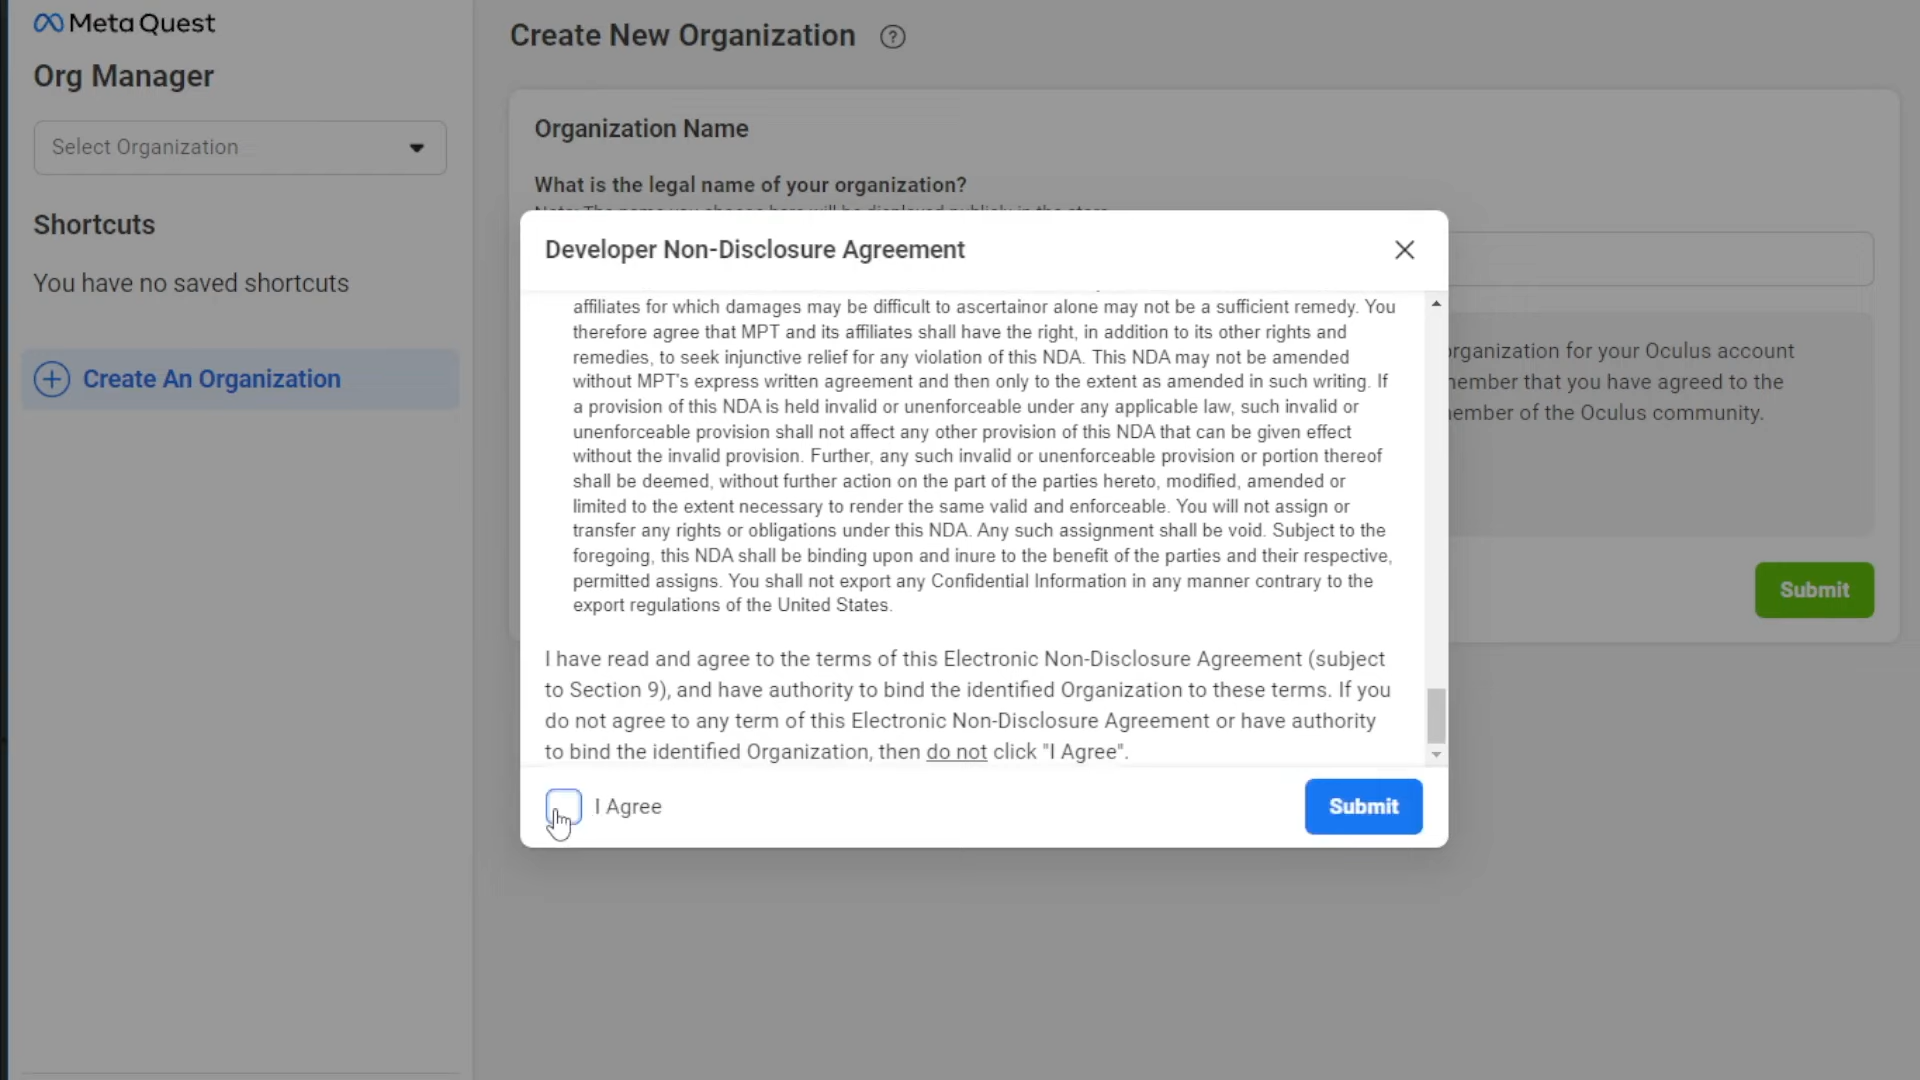 Meta Quest
Org Manager
Select Organization
Shortcuts
You have no saved shortcuts
Create An Organization
Create New Organization
?
Organization Name
What is the legal name of your organization?
Developer Non-Disclosure Agreement
affiliates for which damages may be difficult to ascertainor alone may not be a sufficient remedy. You
therefore agree that MPT and its affiliates shall have the right, in addition to its other rights and
remedies, to seek injunctive relief for any violation of this NDA. This NDA may not be amended
without MPT's express written agreement and then only to the extent as amended in such writing. If
a provision of this NDA is held invalid or unenforceable under any applicable law, such invalid or
unenforceable provision shall not affect any other provision of this NDA that can be given effect
without the invalid provision. Further, any such invalid or unenforceable provision or portion thereof
shall be deemed, without further action on the part of the parties hereto, modified, amended or
limited to the extent necessary to render the same valid and enforceable. You will not assign or
transfer any rights or obligations under this NDA. Any such assignment shall be void. Subject to the
foregoing, this NDA shall be binding upon and inure to the benefit of the parties and their respective,
permitted assigns. You shall not export any Confidential Information in any manner contrary to the
export regulations of the United States.
I have read and agree to the terms of this Electronic Non-Disclosure Agreement (subject
to Section 9), and have authority to bind the identified Organization to these terms. If you
do not agree to any term of this Electronic Non-Disclosure Agreement or have authority
to bind the identified Organization, then do not click "I Agree".
I Agree
Submit
organization for your Oculus account
member that you have agreed to the
member of the Oculus community.
Submit